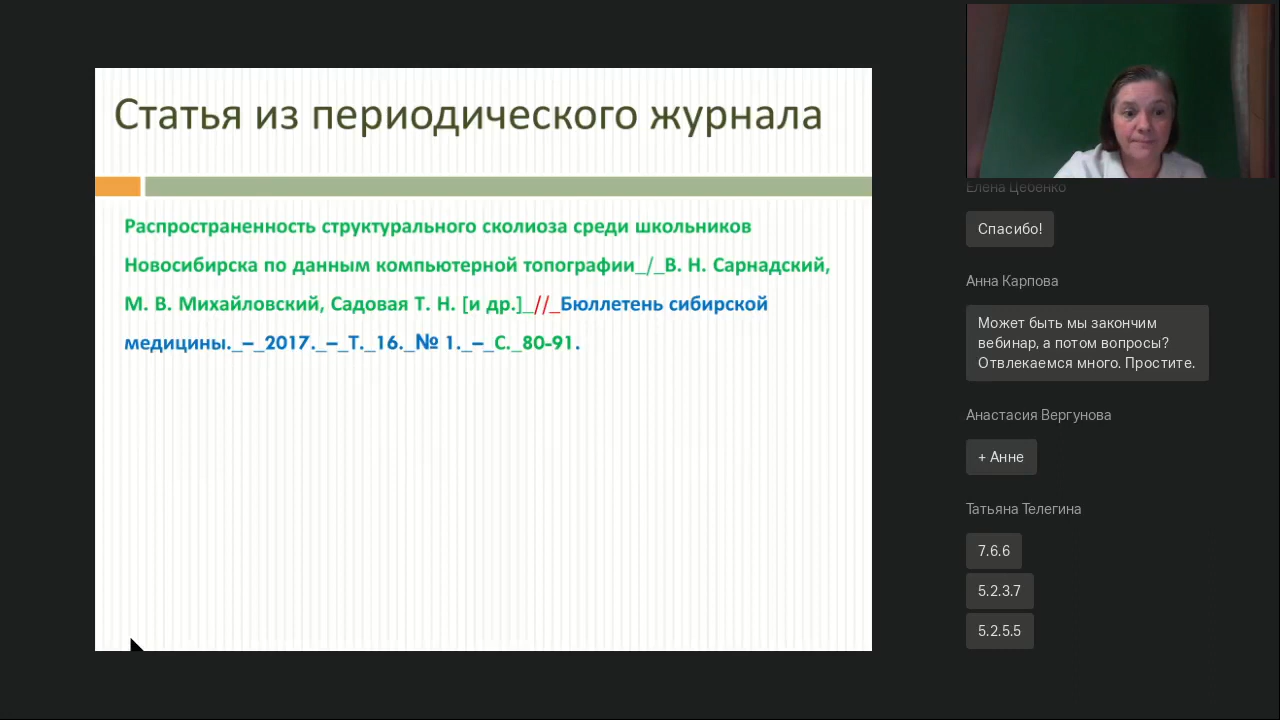 Статья из периодического журнала
Распространенность структурального сколиоза среди школьников
Новосибирска по данным компьютерной топографии_/_В. Н. Сарнадский,
М. В. Михайловский, Садовая Т. Н. [и др.]_//_Бюллетень сибирской
медицины._–_2017._–_Т._16._№ 1._–_С._80-91.
Елена Цебенко
Спасибо!
Анна Карпова
Может быть мы закончим
вебинар, а потом вопросы?
Отвлекаемся много. Простите.
Анастасия Вергунова
+ Анне
Татьяна Телегина
7.6.6
5.2.3.7
5.2.5.5